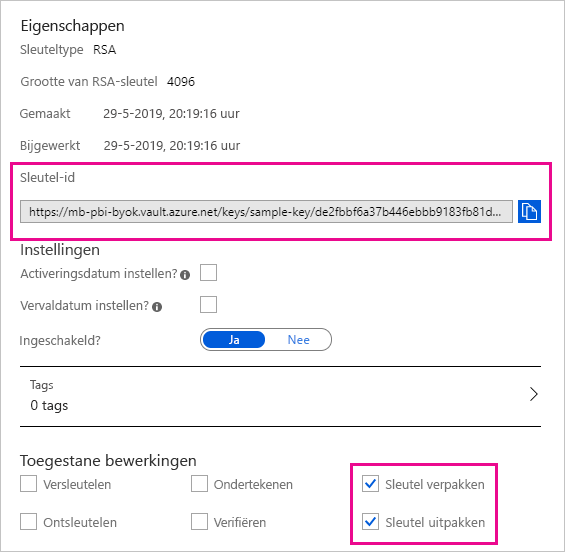 Eigenschappen
Sleuteltype RSA
Grootte van RSA-sleutel 4096
Gemaakt 29-5-2019, 20:19:16 uur
Bijgewerkt 29-5-2019, 20:19:16 uur
Sleutel-id
https://mb-pbi-byok.vault.azure.net/keys/sample-key/de2fbbf6a37b446ebbb9183fb81d...
Instellingen
Activeringsdatum instellen?
Vervaldatum instellen?
Ingeschakeld? Ja Nee
Tags
0 tags
Toegestane bewerkingen
Versleutelen Ondertekenen Sleutel verpakken
Ontsleutelen Verifiëren Sleutel uitpakken